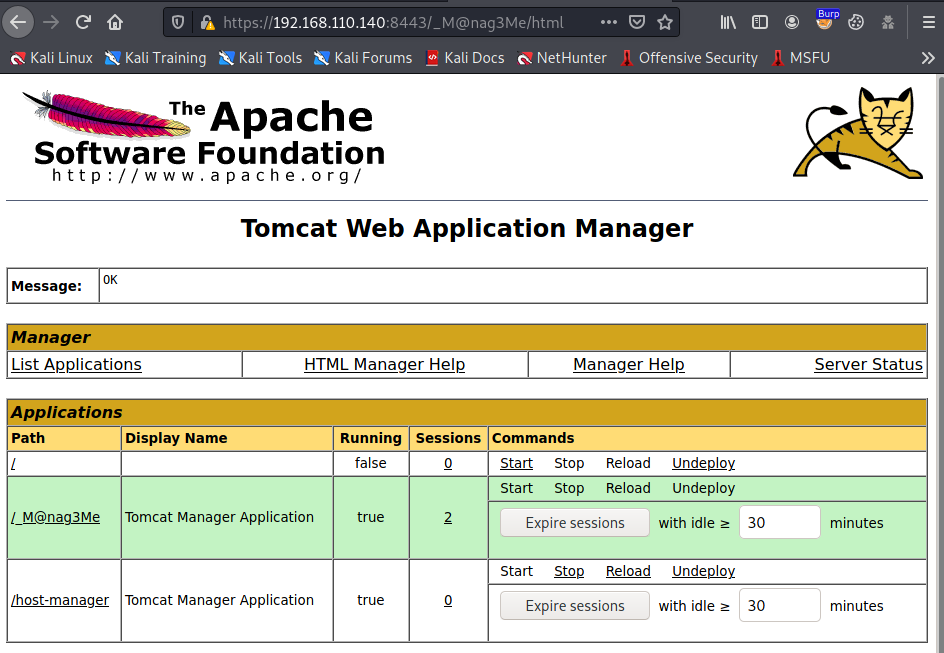 https://192.168.110.140:8443/_M@nag3Me/html
Burp
Kali Linux Kali Training Kali Tools Kali Forums Kali Docs NetHunter Offensive Security MSFU
The Apache
Software Foundation
http://www.apache.org/
Tomcat Web Application Manager
Message: OK
Manager
List Applications HTML Manager Help Manager Help Server Status
Applications
Path Display Name Running Sessions Commands
/ false 0 Start Stop Reload Undeploy
Start Stop Reload Undeploy
/_M@nag3Me Tomcat Manager Application true 2
Expire sessions with idle ≥ 30 minutes
Start Stop Reload Undeploy
/host-manager Tomcat Manager Application true 0
Expire sessions with idle ≥ 30 minutes